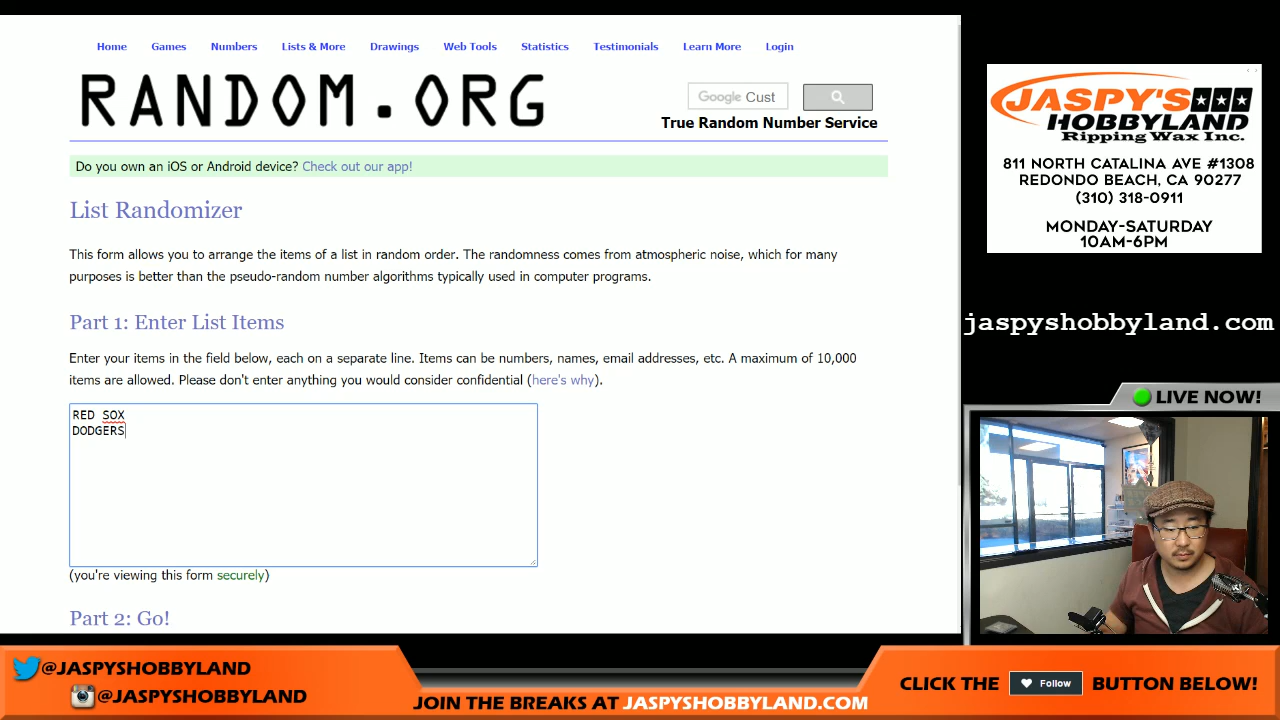 Home Games Numbers Lists & More Drawings Web Tools Statistics Testimonials Learn More Login
RANDOM.ORG
Google Cust
True Random Number Service
Do you own an iOS or Android device? Check out our app!
List Randomizer
This form allows you to arrange the items of a list in random order. The randomness comes from atmospheric noise, which for many
purposes is better than the pseudo-random number algorithms typically used in computer programs.
Part 1: Enter List Items
Enter your items in the field below, each on a separate line. Items can be numbers, names, email addresses, etc. A maximum of 10,000
items are allowed. Please don't enter anything you would consider confidential (here's why).
RED SOX
DODGERS
(you're viewing this form securely)
Part 2: Go!
JASPY'S
HOBBYLAND
Ripping Wax Inc.
811 NORTH CATALINA AVE #1308
REDONDO BEACH, CA 90277
(310) 318-0911
MONDAY-SATURDAY
10AM-6PM
jaspyshobbyland.com
LIVE NOW!
@JASPYSHOBBYLAND
@JASPYSHOBBYLAND
JOIN THE BREAKS AT JASPYSHOBBYLAND.COM
CLICK THE Follow BUTTON BELOW!